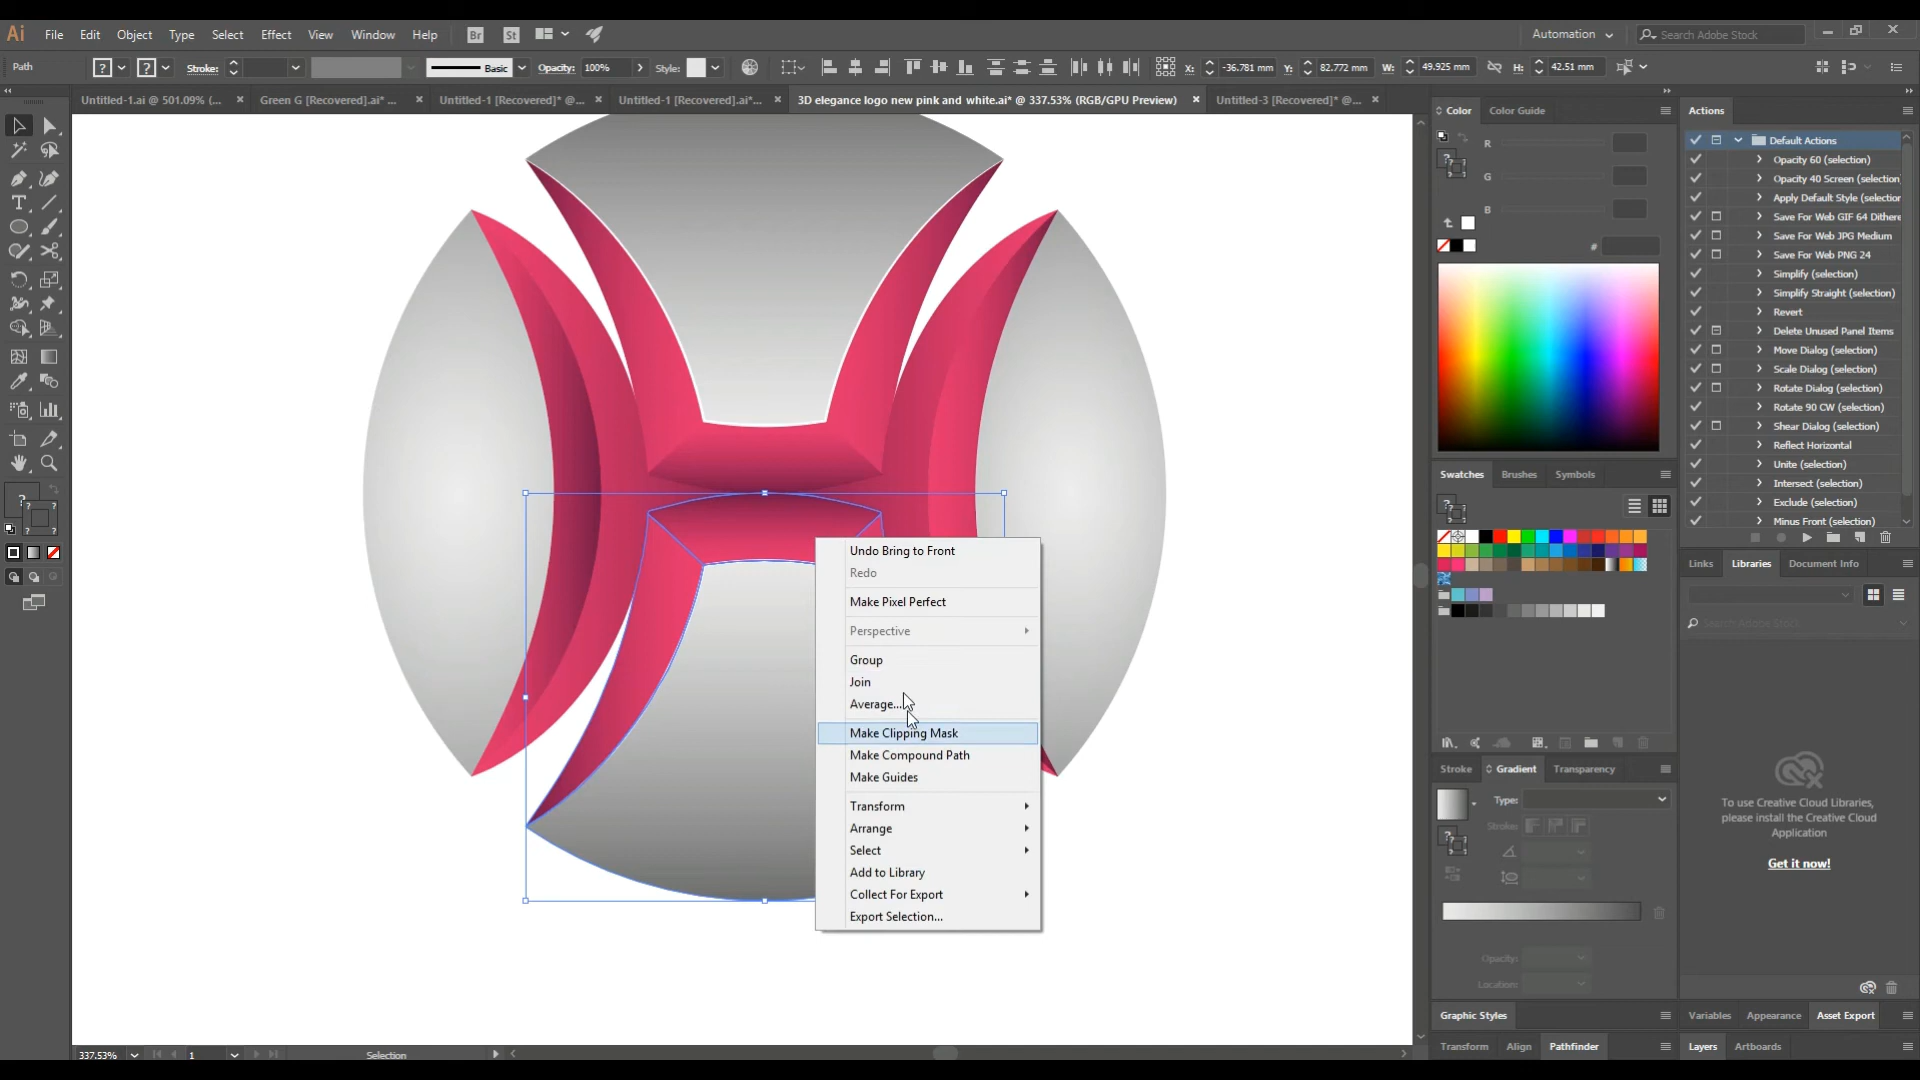 Ai File Edit Object Type Select Effect View Window Help Br St Automation Search Adobe Stock
Path ? ? Stroke: Basic Opacity: 100% Style: X: -36.781 mm Y: 82.772 mm W: 49.925 mm H: 42.51 mm
Untitled-1.ai @ 501.09% (... Green G [Recovered].ai* ... Untitled-1 [Recovered]* @... Untitled-1 [Recovered].ai*... 3D elegance logo new pink and white.ai* @ 337.53% (RGB/GPU Preview) Untitled-3 [Recovered]* @...
Color Color Guide
R
G
B
#
Swatches Brushes Symbols
Stroke Gradient Transparency
Type:
Stroke:
Opacity:
Location:
Graphic Styles
Transform Align Pathfinder
Actions
Default Actions
Opacity 60 (selection)
Opacity 40 Screen (selection
Apply Default Style (selectior
Save For Web GIF 64 Dithere
Save For Web JPG Medium
Save For Web PNG 24
Simplify (selection)
Simplify Straight (selection)
Revert
Delete Unused Panel Items
Move Dialog (selection)
Scale Dialog (selection)
Rotate Dialog (selection)
Rotate 90 CW (selection)
Shear Dialog (selection)
Reflect Horizontal
Unite (selection)
Intersect (selection)
Exclude (selection)
Minus Front (selection)
Links Libraries Document Info
Search Adobe Stock
To use Creative Cloud Libraries,
please install the Creative Cloud
Application
Get it now!
Variables Appearance Asset Export
Layers Artboards
Undo Bring to Front
Redo
Make Pixel Perfect
Perspective
Group
Join
Average...
Make Clipping Mask
Make Compound Path
Make Guides
Transform
Arrange
Select
Add to Library
Collect For Export
Export Selection...
337.53% 1 Selection